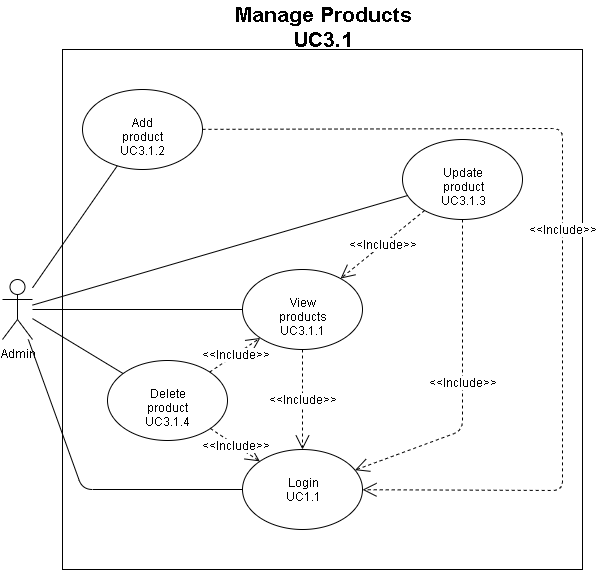 Manage Products
UC3.1
Add
product
UC3.1.2
Update
product
UC3.1.3
<<Include>>
<<Include>>
View
products
UC3.1.1
Admin
<<Include>>
Delete
product
UC3.1.4
<<Include>>
<<Include>>
<<Include>>
Login
UC1.1